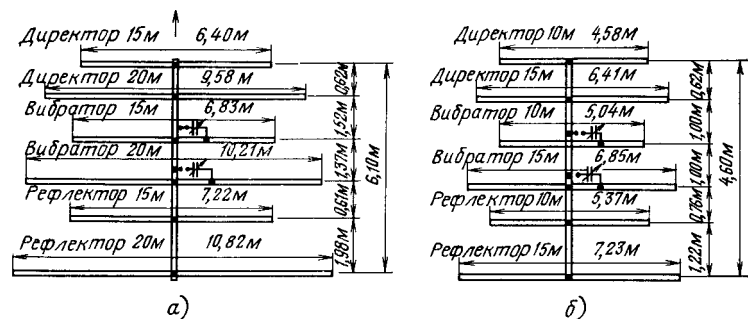 Директор 15м 6,40м
Директор 20м 9,58м
Вибратор 15м 6,83м
Вибратор 20м 10,21м
Рефлектор 15м 7,22м
Рефлектор 20м 10,82м
0,62м
1,52м
1,37м
0,61м
1,98м
6,10м
а)
Директор 10м 4,58м
Директор 15м 6,41м
Вибратор 10м 5,04м
Вибратор 15м 6,85м
Рефлектор 10м 5,37м
Рефлектор 15м 7,23м
0,62м
1,00м
1,00м
0,76м
1,22м
4,60м
б)